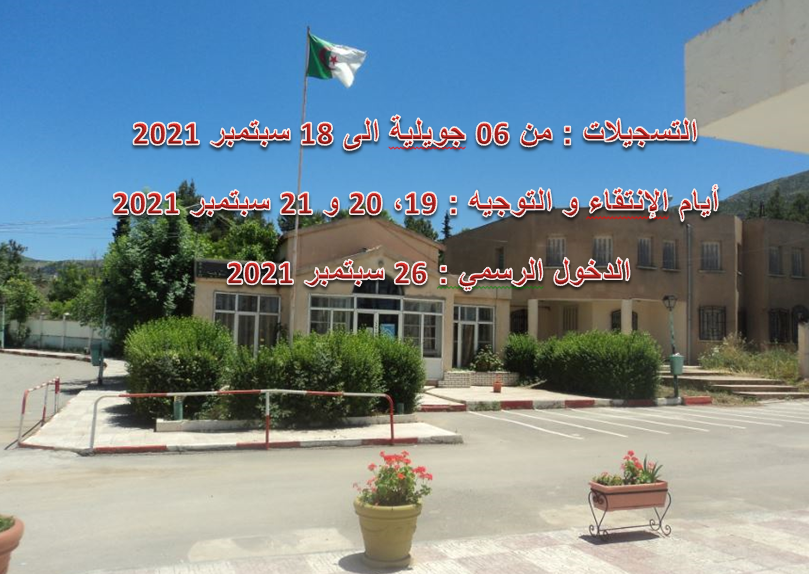 التسجيلات : من 06 جويلية الى 18 سبتمبر 2021
أيام الإنتقاء و التوجيه : 19، 20 و 21 سبتمبر 2021
الدخول الرسمي : 26 سبتمبر 2021